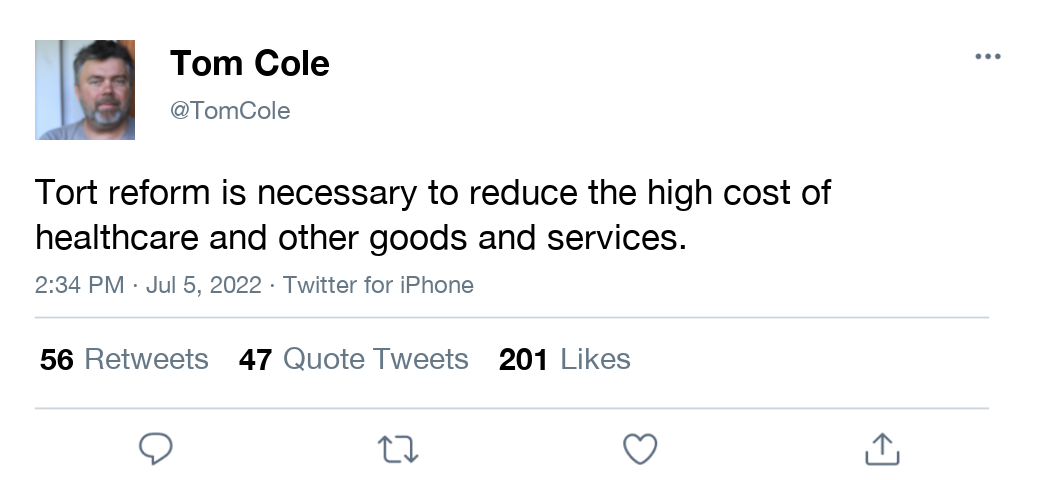 Tom Cole
@TomCole
Tort reform is necessary to reduce the high cost of
healthcare and other goods and services.
2:34 PM · Jul 5, 2022 · Twitter for iPhone
56 Retweets 47 Quote Tweets 201 Likes